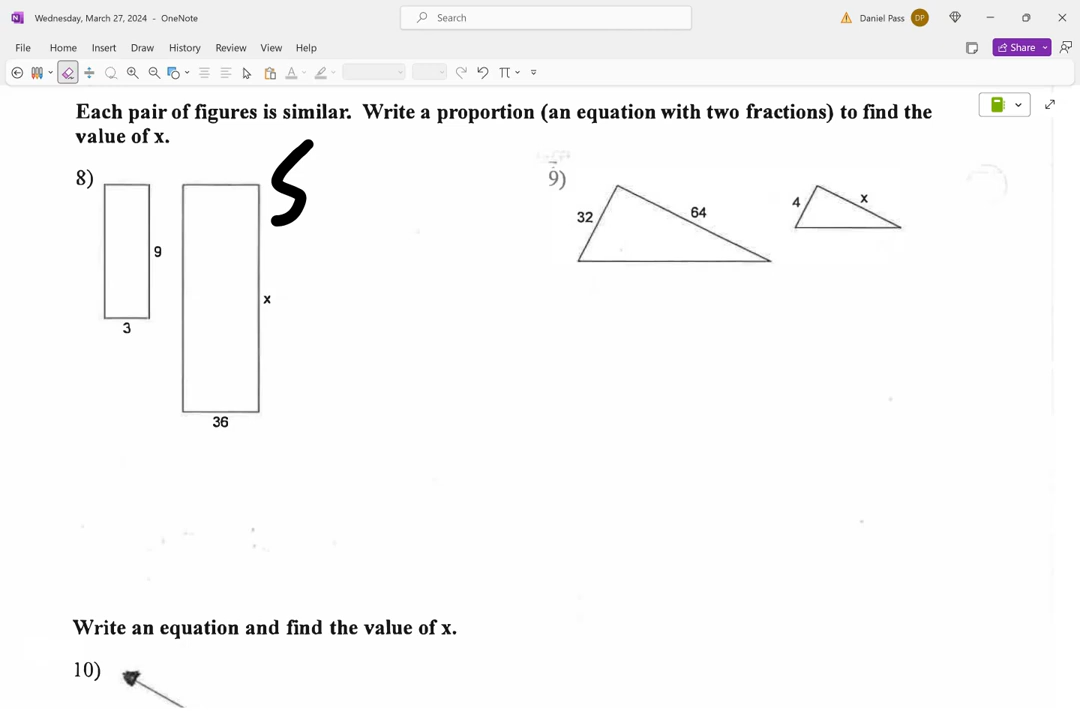 Wednesday, March 27, 2024 - OneNote
Search
Daniel Pass DP
File Home Insert Draw History Review View Help
Share
Each pair of figures is similar. Write a proportion (an equation with two fractions) to find the
value of x.
8)
9
3
x
36
S
9)
32
64
4
x
Write an equation and find the value of x.
10)